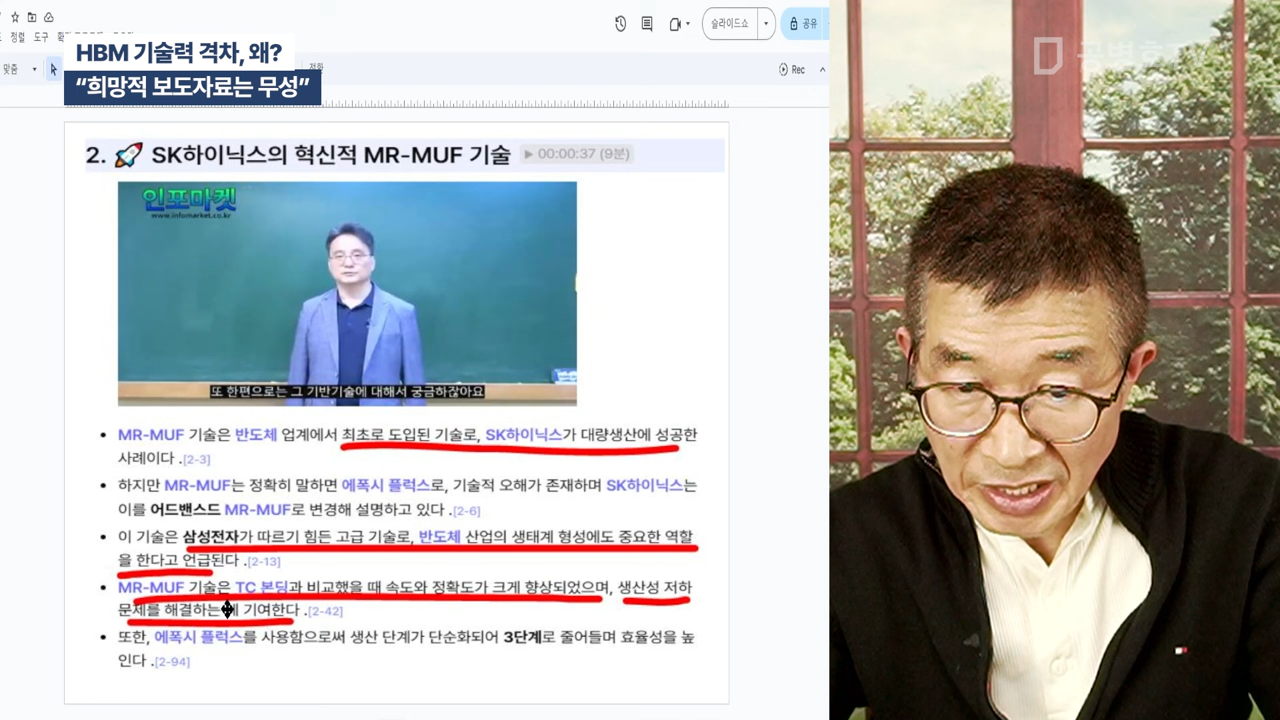 정렬 도구
슬라이드쇼
공유
HBM 기술력 격차, 왜?
맞춤
Rec
“희망적 보도자료는 무성”
2. 🚀 SK하이닉스의 혁신적 MR-MUF 기술 ▶ 00:00:37 (9분)
인포마켓
www.infomarket.co.kr
또 한편으로는 그 기반기술에 대해서 궁금하잖아요
• MR-MUF 기술은 반도체 업계에서 최초로 도입된 기술로, SK하이닉스가 대량생산에 성공한
사례이다 .[2-3]
• 하지만 MR-MUF는 정확히 말하면 에폭시 플럭스로, 기술적 오해가 존재하며 SK하이닉스는
이를 어드밴스드 MR-MUF로 변경해 설명하고 있다 .[2-6]
• 이 기술은 삼성전자가 따르기 힘든 고급 기술로, 반도체 산업의 생태계 형성에도 중요한 역할
을 한다고 언급된다 .[2-13]
• MR-MUF 기술은 TC 본딩과 비교했을 때 속도와 정확도가 크게 향상되었으며, 생산성 저하
문제를 해결하는데 기여한다 .[2-42]
• 또한, 에폭시 플럭스를 사용함으로써 생산 단계가 단순화되어 3단계로 줄어들며 효율성을 높
인다 .[2-94]